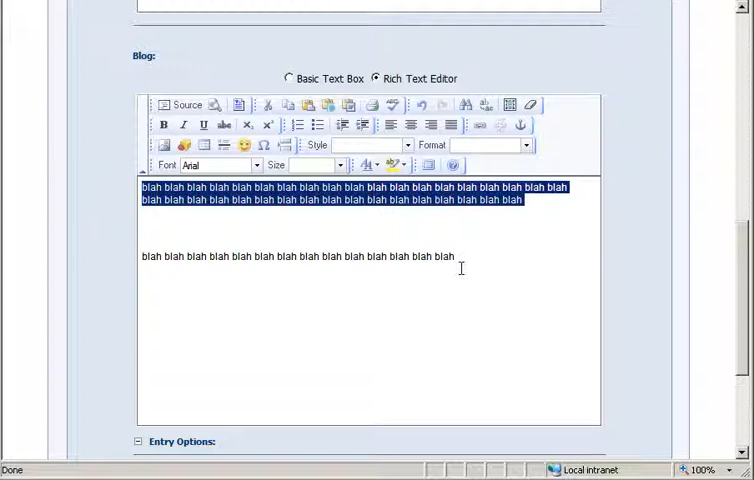 Blog:
Basic Text Box Rich Text Editor
Source
B I U abc x₂ x²
Style Format
Font Arial Size
blah blah blah blah blah blah blah blah blah blah blah blah blah blah blah blah blah blah blah
blah blah blah blah blah blah blah blah blah blah blah blah blah blah blah blah blah
blah blah blah blah blah blah blah blah blah blah blah blah blah blah
Entry Options:
Done Local intranet 100%